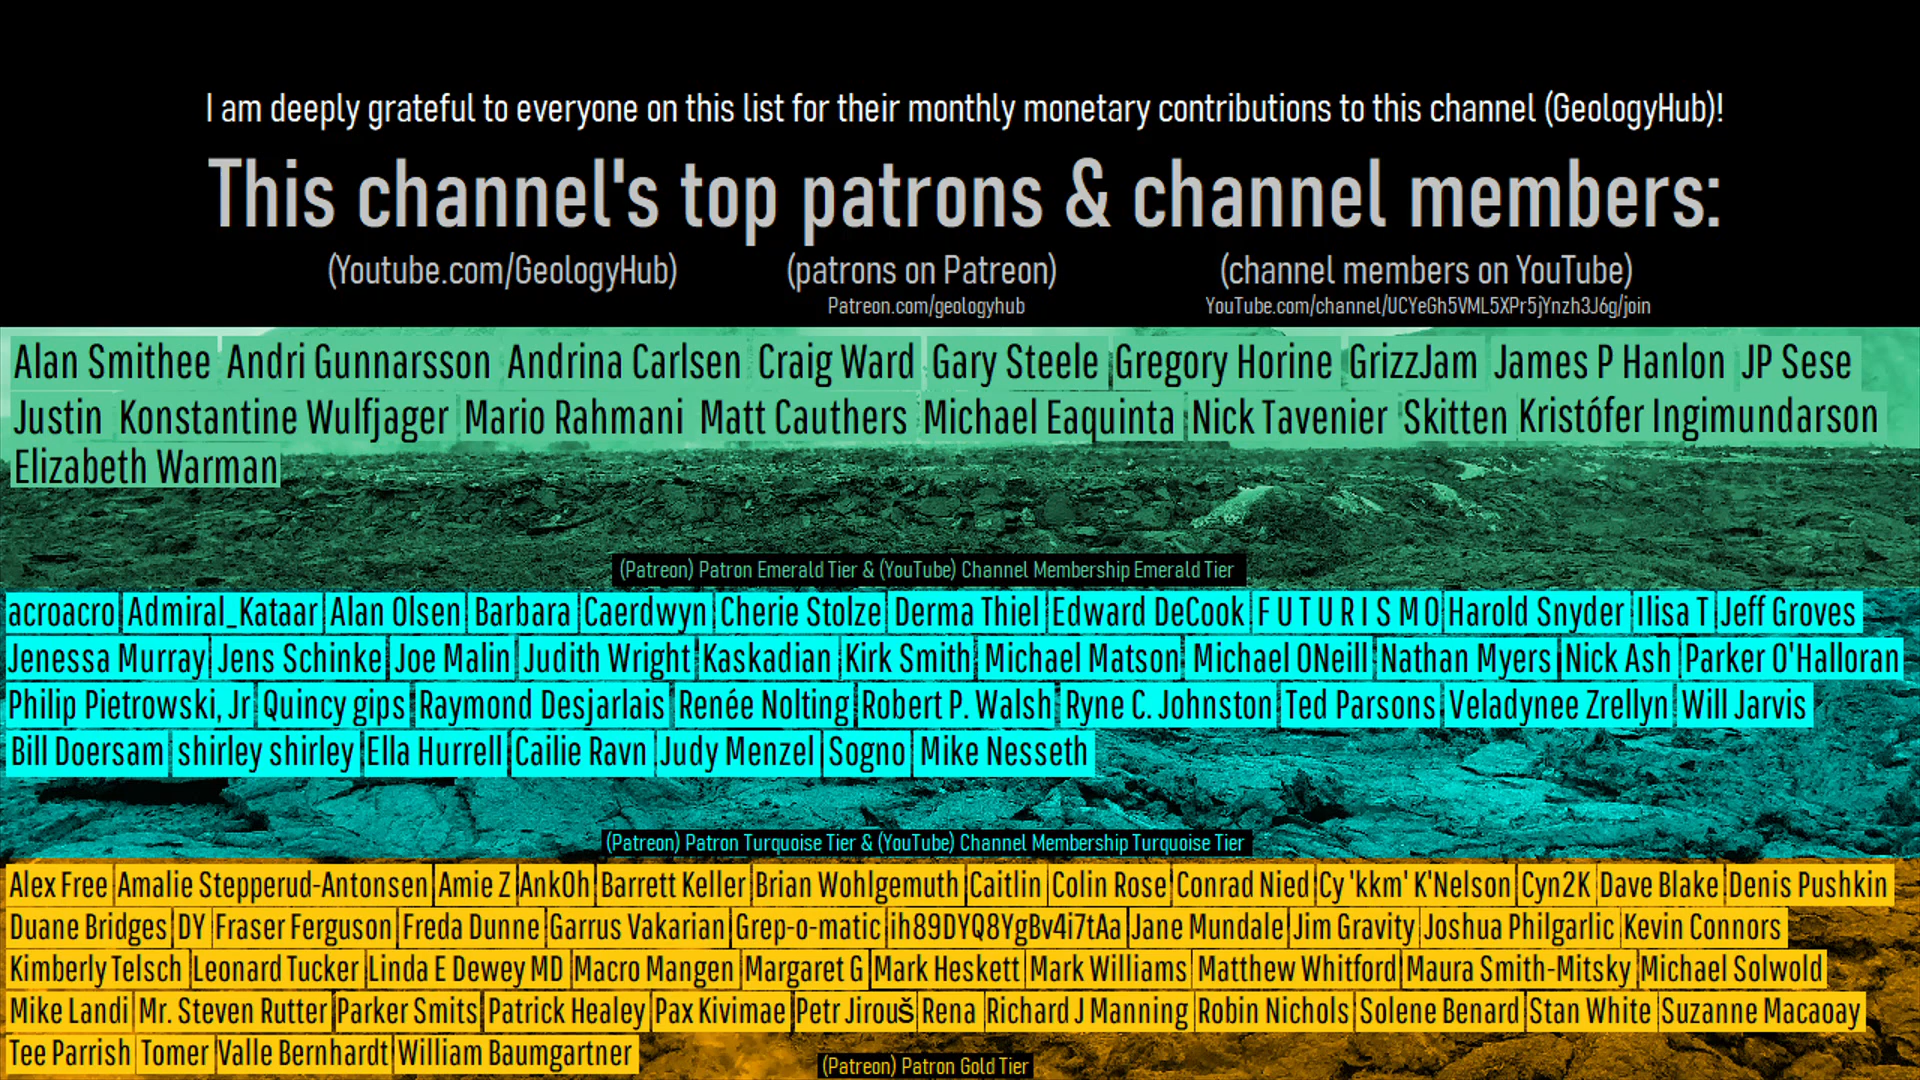 I am deeply grateful to everyone on this list for their monthly monetary contributions to this channel (GeologyHub)!
This channel's top patrons & channel members:
(Youtube.com/GeologyHub) (patrons on Patreon) (channel members on YouTube)
Patreon.com/geologyhub YouTube.com/channel/UCYeGh5VML5XPr5jYnzh3J6g/join
Alan Smithee Andri Gunnarsson Andrina Carlsen Craig Ward Gary Steele Gregory Horine GrizzJam James P Hanlon JP Sese
Justin Konstantine Wulfjager Mario Rahmani Matt Cauthers Michael Eaquinta Nick Tavenier Skitten Kristófer Ingimundarson
Elizabeth Warman
(Patreon) Patron Emerald Tier & (YouTube) Channel Membership Emerald Tier
acroacro Admiral_Kataar Alan Olsen Barbara Caerdwyn Cherie Stolze Derma Thiel Edward DeCook F U T U R I S M O Harold Snyder Ilisa T Jeff Groves
Jenessa Murray Jens Schinke Joe Malin Judith Wright Kaskadian Kirk Smith Michael Matson Michael ONeill Nathan Myers Nick Ash Parker O'Halloran
Philip Pietrowski, Jr Quincy gips Raymond Desjarlais Renée Nolting Robert P. Walsh Ryne C. Johnston Ted Parsons Veladynee Zrellyn Will Jarvis
Bill Doersam shirley shirley Ella Hurrell Cailie Ravn Judy Menzel Sogno Mike Nesseth
(Patreon) Patron Turquoise Tier & (YouTube) Channel Membership Turquoise Tier
Alex Free Amalie Stepperud-Antonsen Amie Z AnkOh Barrett Keller Brian Wohlgemuth Caitlin Colin Rose Conrad Nied Cy 'kkm' K'Nelson Cyn2K Dave Blake Denis Pushkin
Duane Bridges DY Fraser Ferguson Freda Dunne Garrus Vakarian Grep-o-matic ih89DYQ8YgBv4i7tAa Jane Mundale Jim Gravity Joshua Philgarlic Kevin Connors
Kimberly Telsch Leonard Tucker Linda E Dewey MD Macro Mangen Margaret G Mark Heskett Mark Williams Matthew Whitford Maura Smith-Mitsky Michael Solwold
Mike Landi Mr. Steven Rutter Parker Smits Patrick Healey Pax Kivimae Petr Jirouš Rena Richard J Manning Robin Nichols Solene Benard Stan White Suzanne Macaoay
Tee Parrish Tomer Valle Bernhardt William Baumgartner
(Patreon) Patron Gold Tier